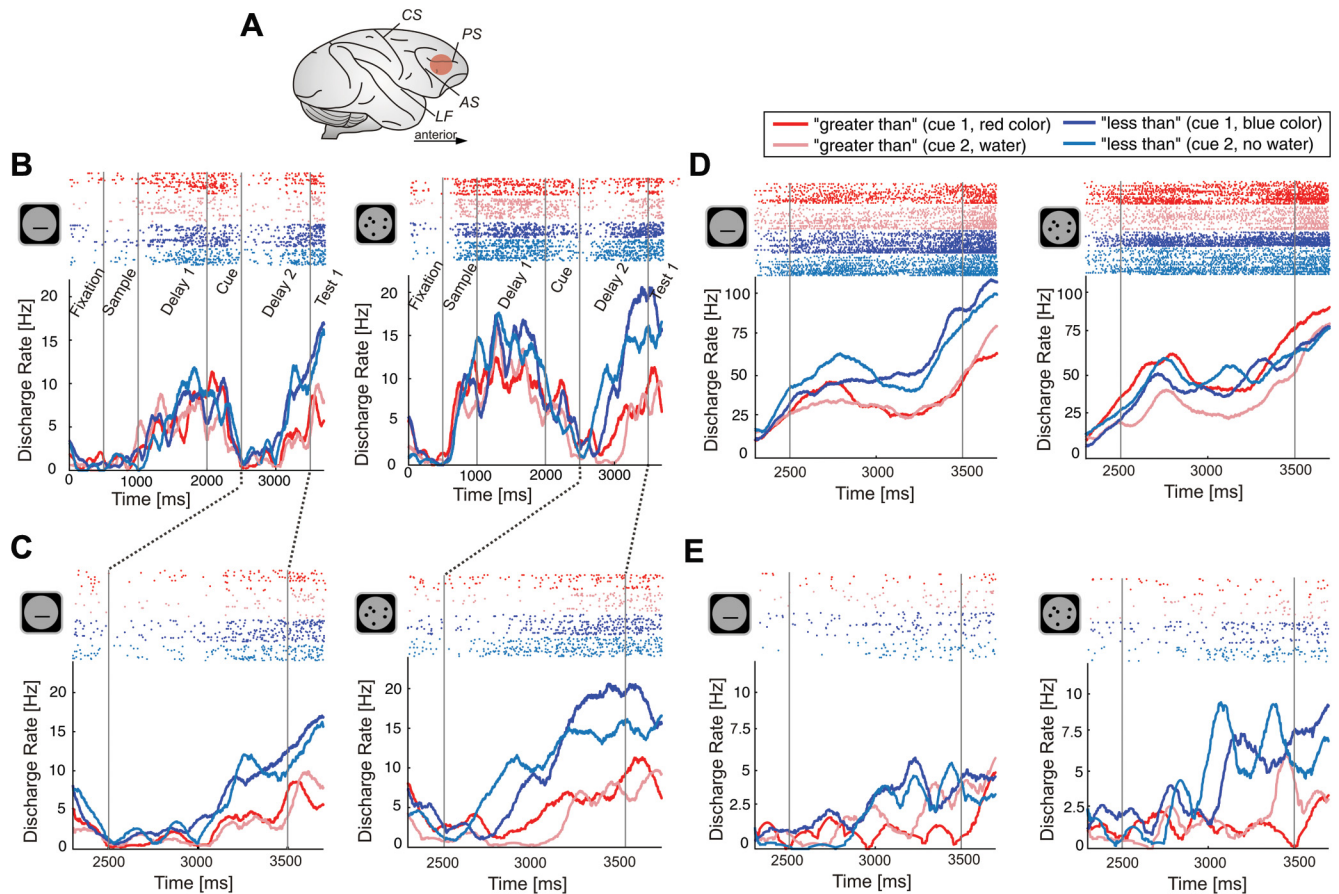 A
CS
PS
AS
LF
anterior
"greater than" (cue 1, red color)
"less than" (cue 1, blue color)
"greater than" (cue 2, water)
"less than" (cue 2, no water)
B
Fixation
Sample
Delay 1
Cue
Delay 2
Test 1
Discharge Rate [Hz]
20
15
10
5
0
0 1000 2000 3000
Time [ms]
Fixation
Sample
Delay 1
Cue
Delay 2
Test 1
Discharge Rate [Hz]
20
15
10
5
0
0 1000 2000 3000
Time [ms]
D
Discharge Rate [Hz]
100
75
50
25
0
2500 3000 3500
Time [ms]
Discharge Rate [Hz]
100
75
50
25
0
2500 3000 3500
Time [ms]
C
Discharge Rate [Hz]
20
15
10
5
0
2500 3000 3500
Time [ms]
Discharge Rate [Hz]
20
15
10
5
0
2500 3000 3500
Time [ms]
E
Discharge Rate [Hz]
10
7.5
5
2.5
0
2500 3000 3500
Time [ms]
Discharge Rate [Hz]
10
7.5
5
2.5
0
2500 3000 3500
Time [ms]